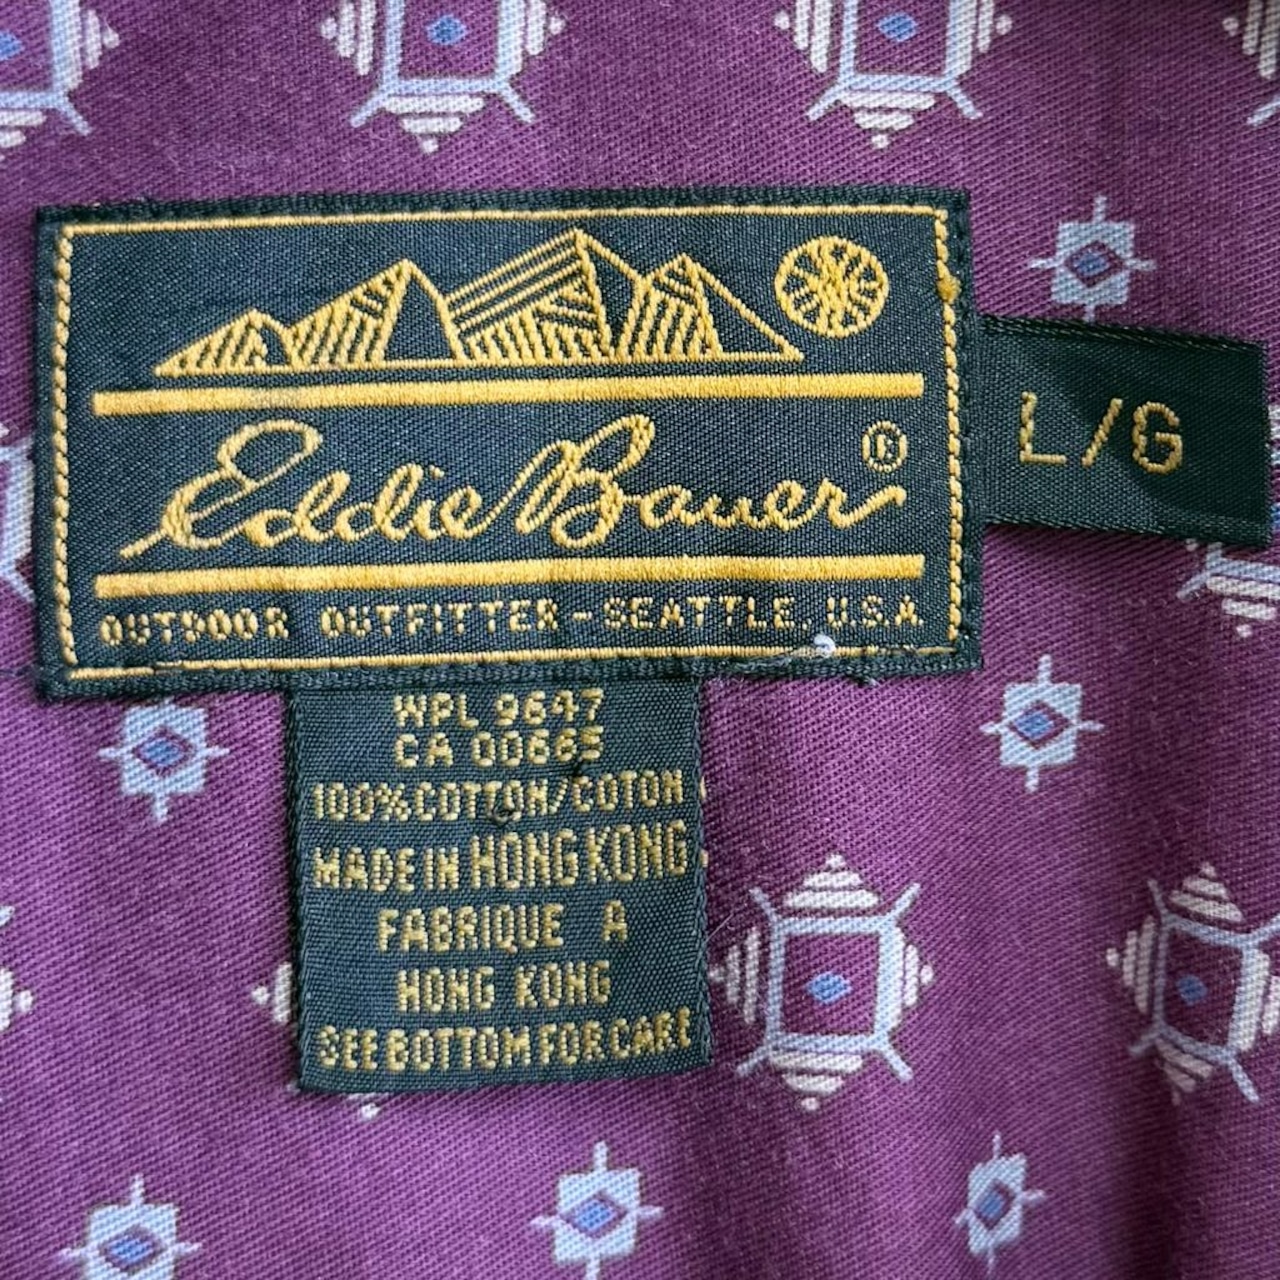 Eddie Bauer ®
OUTDOOR OUTFITTER - SEATTLE, U.S.A
L/G
WPL 9647
CA 00665
100% COTTON/COTON
MADE IN HONG KONG
FABRIQUE A
HONG KONG
SEE BOTTOM FOR CARE